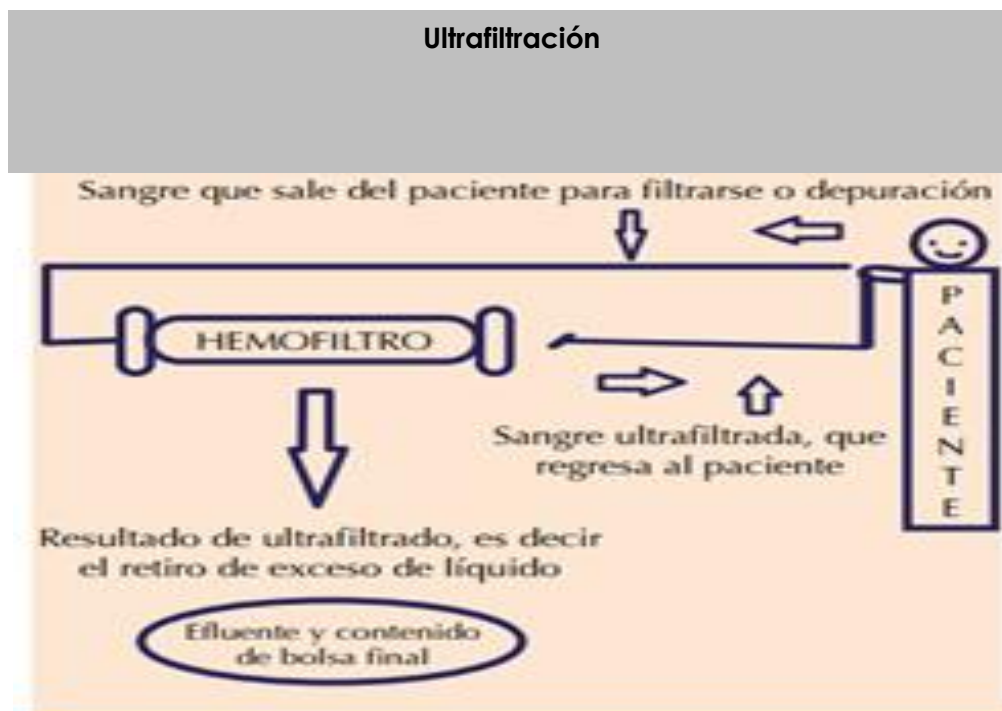 Ultrafiltración
Sangre que sale del paciente para filtrarse o depuración
HEMOFILTRO
PACIENTE
Sangre ultrafiltrada, que
regresa al paciente
Resultado de ultrafiltrado, es decir
el retiro de exceso de líquido
Efluente y contenido
de bolsa final